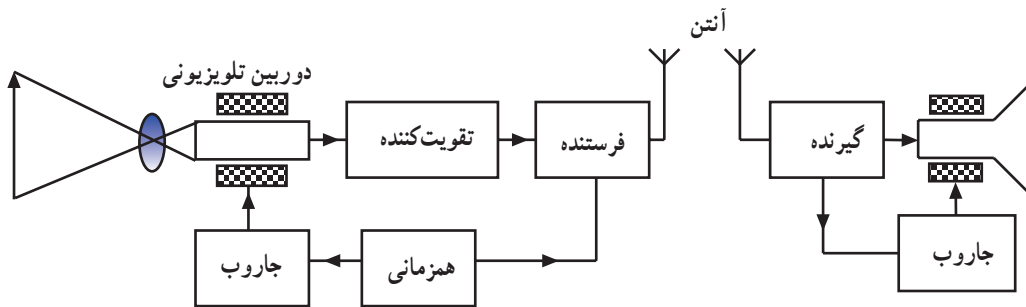 آنتن
دوربین تلویزیونی
تقویت‌کننده
فرستنده
گیرنده
جاروب
همزمانی
جاروب